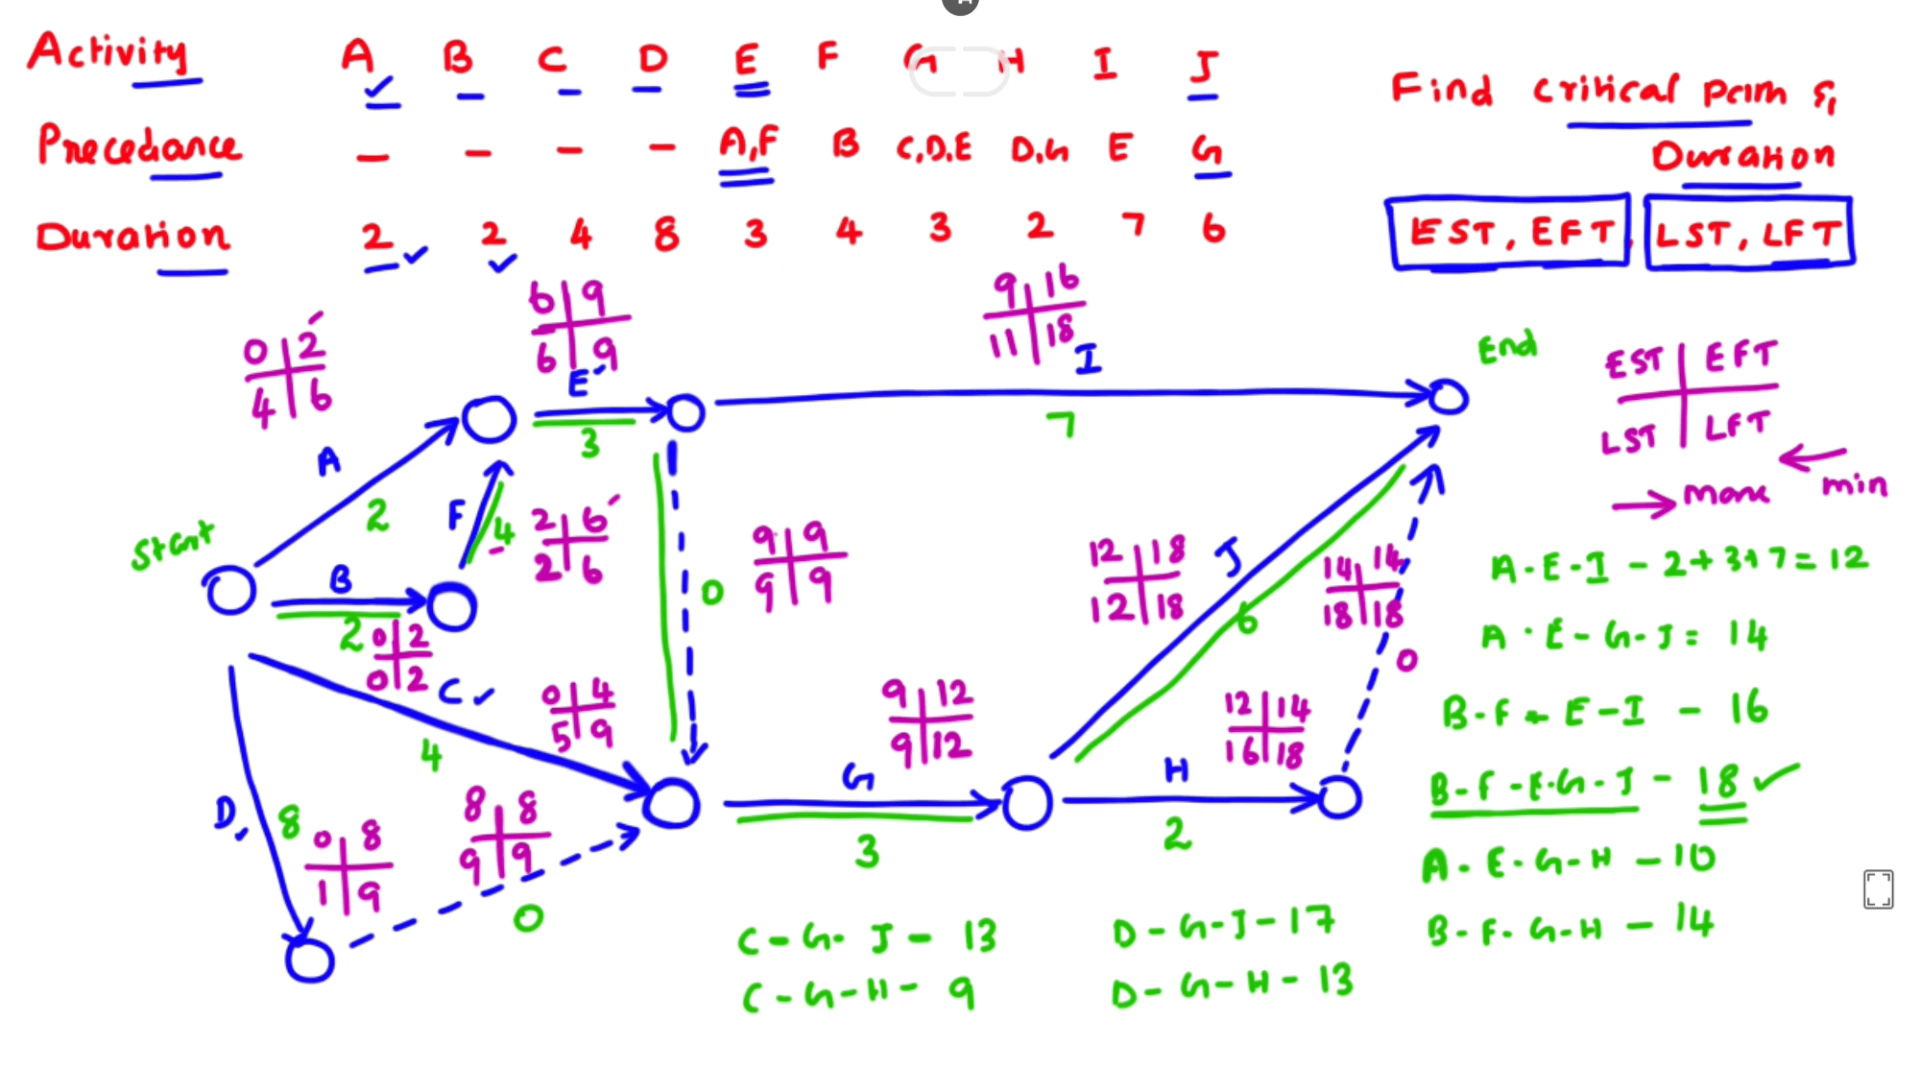 Activity A B C D E F G H I J
Precedance - - - - A,F B C,D,E D,G E G
Duration 2 2 4 8 3 4 3 2 7 6
Find critical path &
Duration
EST, EFT, LST, LFT
6 9
6 9
9 16
11 18
0 2
4 6
E
I
End
EST EFT
LST LFT
3
7
A
2
F
4
2 6
2 6
→ max
← min
Start
9 9
9 9
0
12 18
12 18
J
14 14
18 18
A-E-I - 2+3+7=12
B
2
0 2
0 2
6
0
A-E-G-J = 14
C
4
0 4
5 9
9 12
9 12
12 14
16 18
B-F-E-I - 16
D
8
0 8
1 9
8 8
9 9
G
3
H
2
B-F-E-G-J - 18
A-E-G-H - 10
0
B-F-G-H - 14
C-G-J - 13
D-G-J - 17
C-G-H - 9
D-G-H - 13